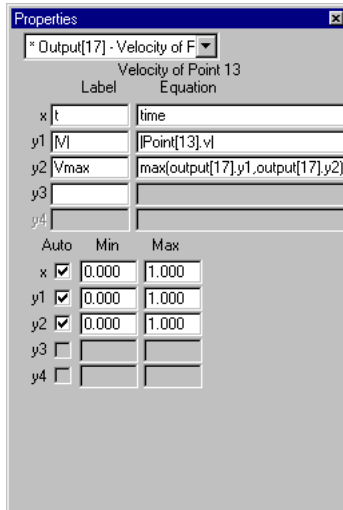 Properties
* Output[17] - Velocity of F
Velocity of Point 13
Label Equation
x t time
y1 |V| |Point[13].v|
y2 Vmax max(output[17].y1,output[17].y2)
y3
y4
Auto Min Max
x 0.000 1.000
y1 0.000 1.000
y2 0.000 1.000
y3
y4